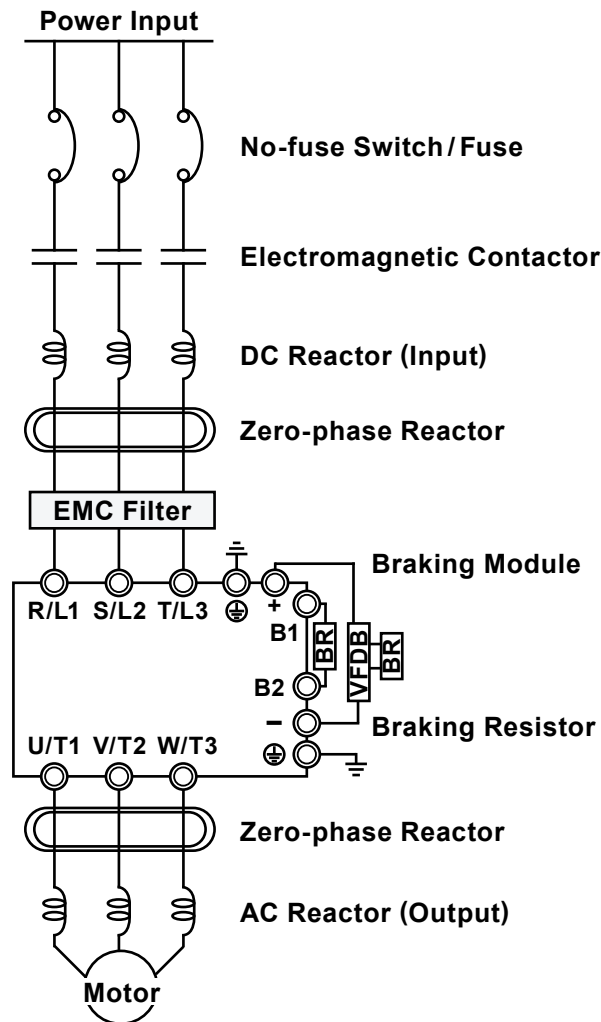 Power Input
No-fuse Switch / Fuse
Electromagnetic Contactor
DC Reactor (Input)
Zero-phase Reactor
EMC Filter
Braking Module
R/L1 S/L2 T/L3
+
B1
BR
VFDB
BR
B2
−
Braking Resistor
U/T1 V/T2 W/T3
Zero-phase Reactor
AC Reactor (Output)
Motor